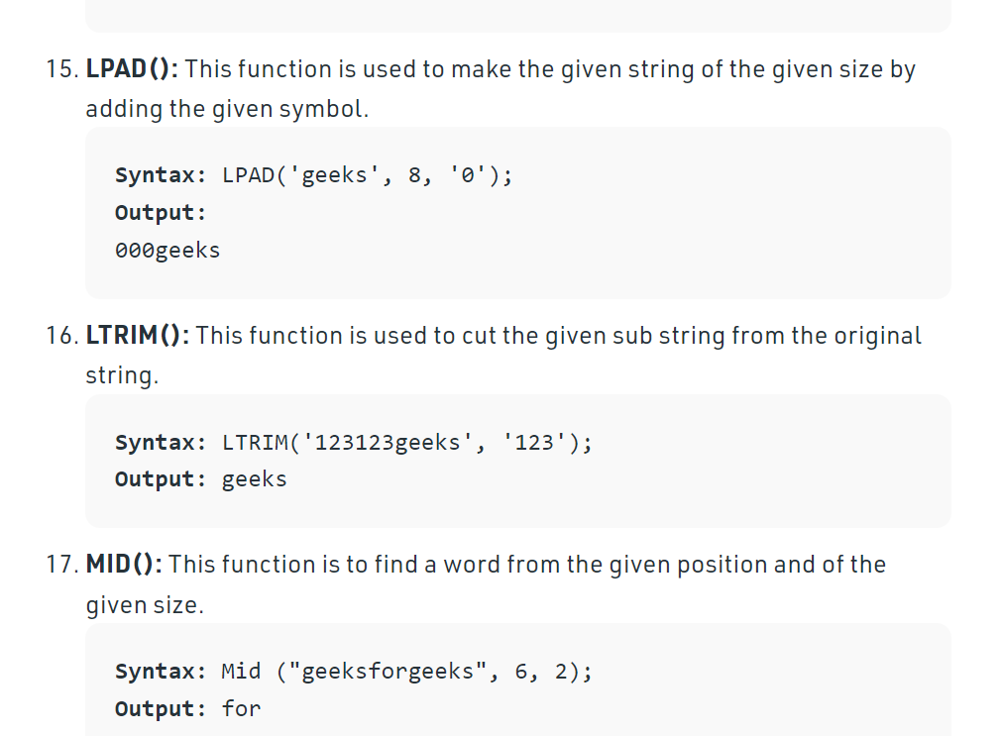 15. LPAD(): This function is used to make the given string of the given size by
adding the given symbol.
Syntax: LPAD('geeks', 8, '0');
Output:
000geeks
16. LTRIM(): This function is used to cut the given sub string from the original
string.
Syntax: LTRIM('123123geeks', '123');
Output: geeks
17. MID(): This function is to find a word from the given position and of the
given size.
Syntax: Mid ("geeksforgeeks", 6, 2);
Output: for